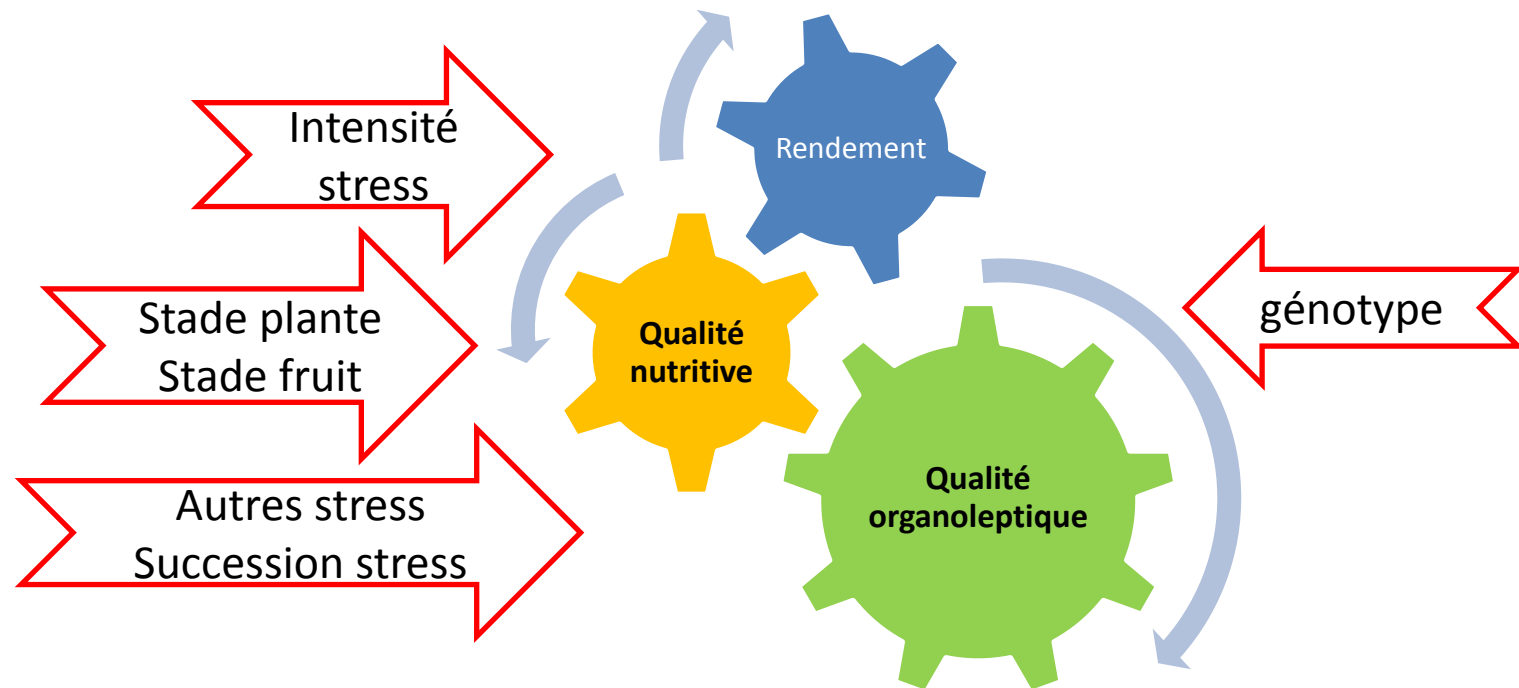 Intensité
stress
Stade plante
Stade fruit
Autres stress
Succession stress
Rendement
Qualité
nutritive
Qualité
organoleptique
génotype